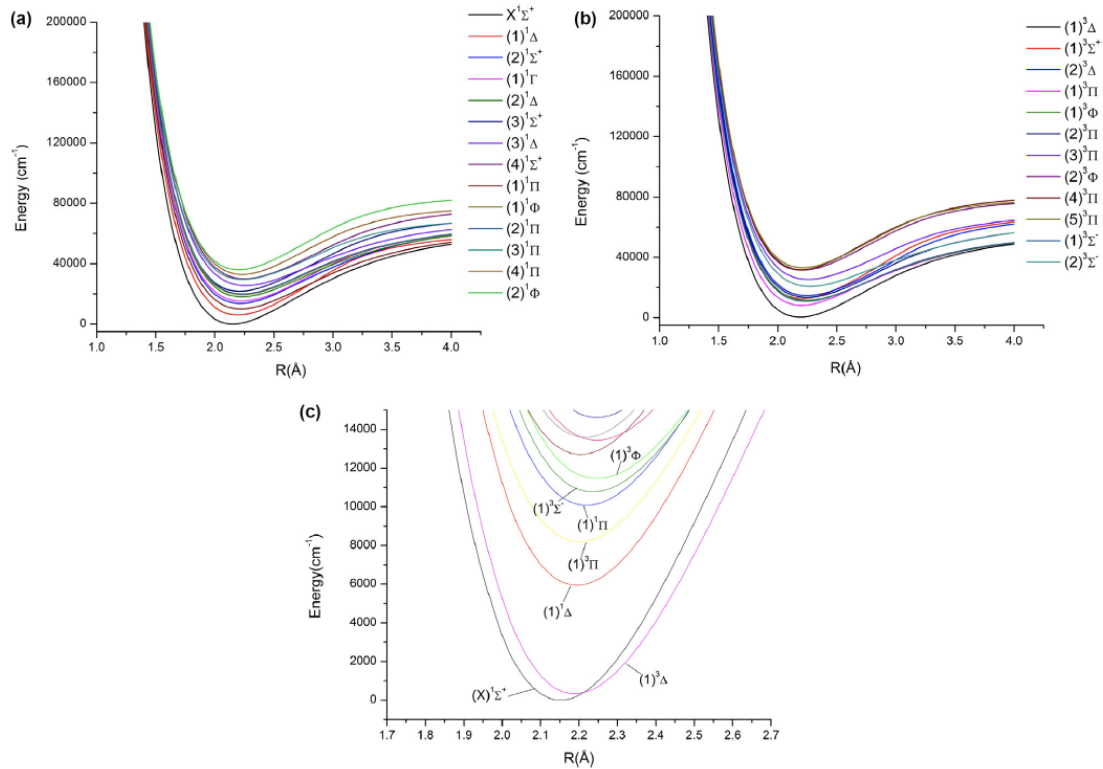 (a)
200000
160000
120000
80000
40000
0
Energy (cm⁻¹)
1.0 1.5 2.0 2.5 3.0 3.5 4.0
R(Å)
X¹Σ⁺
(1)¹Δ
(2)¹Σ⁺
(1)¹Γ
(2)¹Δ
(3)¹Σ⁺
(3)¹Δ
(4)¹Σ⁺
(1)¹Π
(1)¹Φ
(2)¹Π
(3)¹Π
(4)¹Π
(2)¹Φ
(b)
200000
160000
120000
80000
40000
0
Energy (cm⁻¹)
1.0 1.5 2.0 2.5 3.0 3.5 4.0
R(Å)
(1)³Δ
(1)³Σ⁺
(2)³Δ
(1)³Π
(1)³Φ
(2)³Π
(3)³Π
(2)³Φ
(4)³Π
(5)³Π
(1)³Σ⁻
(2)³Σ⁻
(c)
14000
12000
10000
8000
6000
4000
2000
0
Energy(cm⁻¹)
(1)³Φ
(1)³Σ⁻
(1)¹Π
(1)³Π
(1)¹Δ
(X)¹Σ⁺
(1)³Δ
1.7 1.8 1.9 2.0 2.1 2.2 2.3 2.4 2.5 2.6 2.7
R(Å)